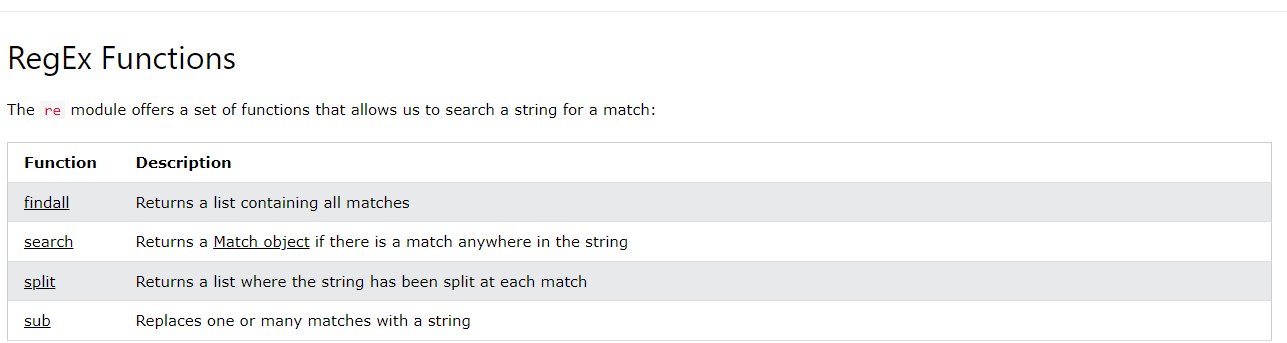 RegEx Functions
The re module offers a set of functions that allows us to search a string for a match:
Function Description
findall Returns a list containing all matches
search Returns a Match object if there is a match anywhere in the string
split Returns a list where the string has been split at each match
sub Replaces one or many matches with a string